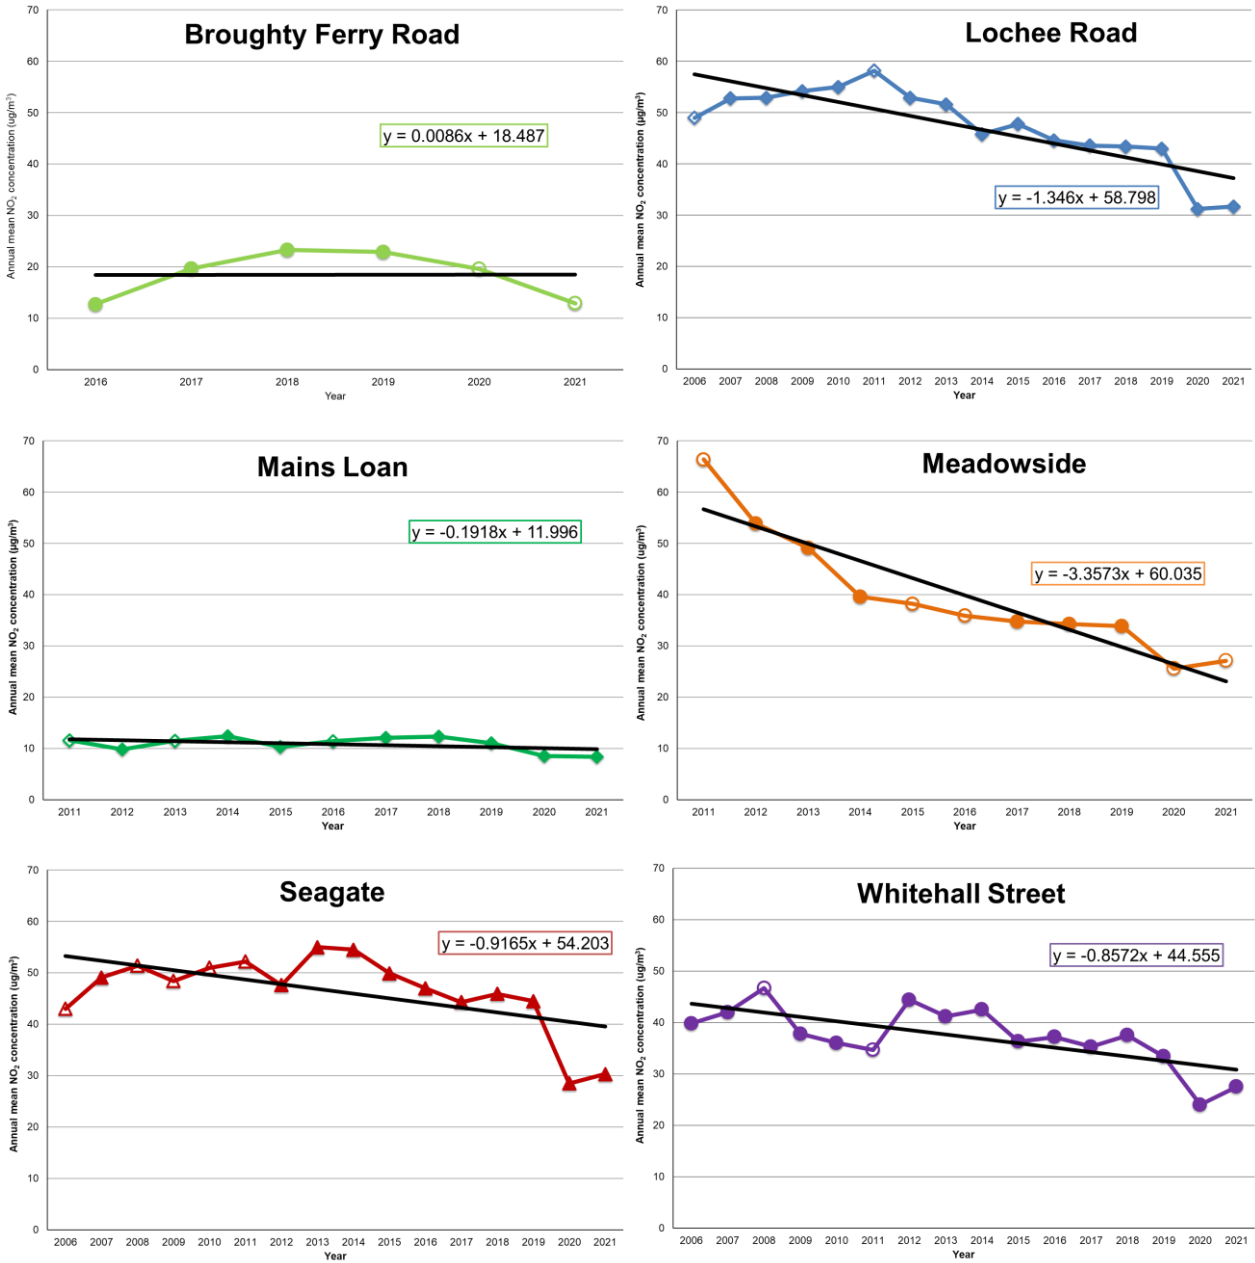 Broughty Ferry Road
y = 0.0086x + 18.487
Annual mean NO₂ concentration (ug/m³)
70
60
50
40
30
20
10
0
2016 2017 2018 2019 2020 2021
Year
Lochee Road
y = -1.346x + 58.798
Annual mean NO₂ concentration (µg/m³)
70
60
50
40
30
20
10
0
2006 2007 2008 2009 2010 2011 2012 2013 2014 2015 2016 2017 2018 2019 2020 2021
Year
Mains Loan
y = -0.1918x + 11.996
Annual mean NO₂ concentration (µg/m³)
70
60
50
40
30
20
10
0
2011 2012 2013 2014 2015 2016 2017 2018 2019 2020 2021
Year
Meadowside
y = -3.3573x + 60.035
Annual mean NO₂ concentration (ug/m³)
70
60
50
40
30
20
10
0
2011 2012 2013 2014 2015 2016 2017 2018 2019 2020 2021
Year
Seagate
y = -0.9165x + 54.203
Annual mean NO₂ concentration (ug/m³)
70
60
50
40
30
20
10
0
2006 2007 2008 2009 2010 2011 2012 2013 2014 2015 2016 2017 2018 2019 2020 2021
Year
Whitehall Street
y = -0.8572x + 44.555
Annual mean NO₂ concentration (µg/m³)
70
60
50
40
30
20
10
0
2006 2007 2008 2009 2010 2011 2012 2013 2014 2015 2016 2017 2018 2019 2020 2021
Year